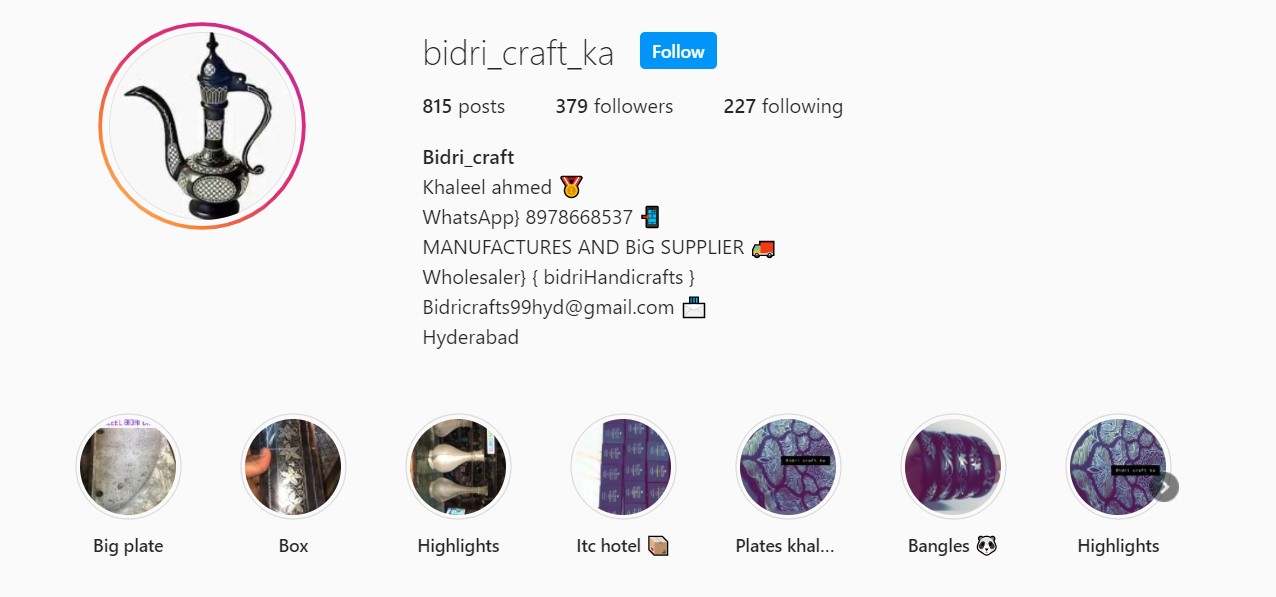 bidri_craft_ka Follow
815 posts 379 followers 227 following
Bidri_craft
Khaleel ahmed 🏅
WhatsApp} 8978668537 📲
MANUFACTURES AND BiG SUPPLIER 🚛
Wholesaler} { bidriHandicrafts }
Bidricrafts99hyd@gmail.com 📩
Hyderabad
Bidri craft ka
Bidri craft ka
Big plate Box Highlights Itc hotel 📦 Plates khal... Bangles 🐼 Highlights